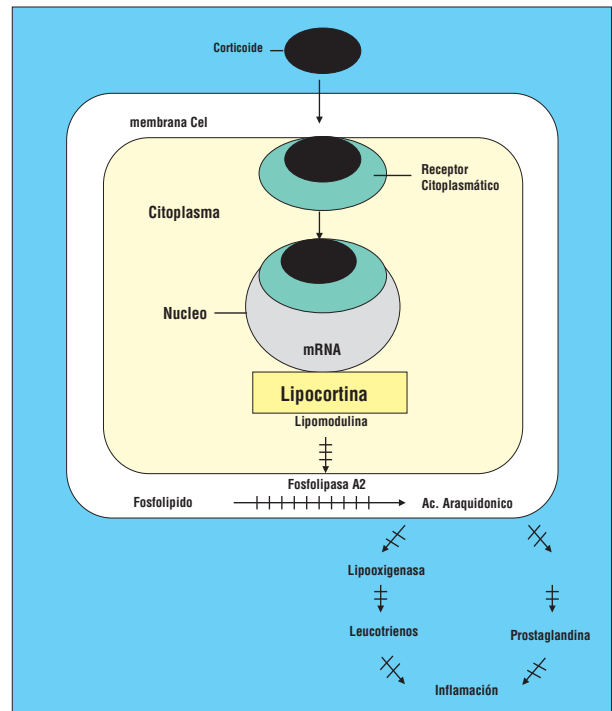 Corticoide
membrana Cel
Receptor
Citoplasmático
Citoplasma
Nucleo
mRNA
Lipocortina
Lipomodulina
Fosfolipasa A2
Fosfolipido
Ac. Araquidonico
Lipooxigenasa
Leucotrienos
Prostaglandina
Inflamación